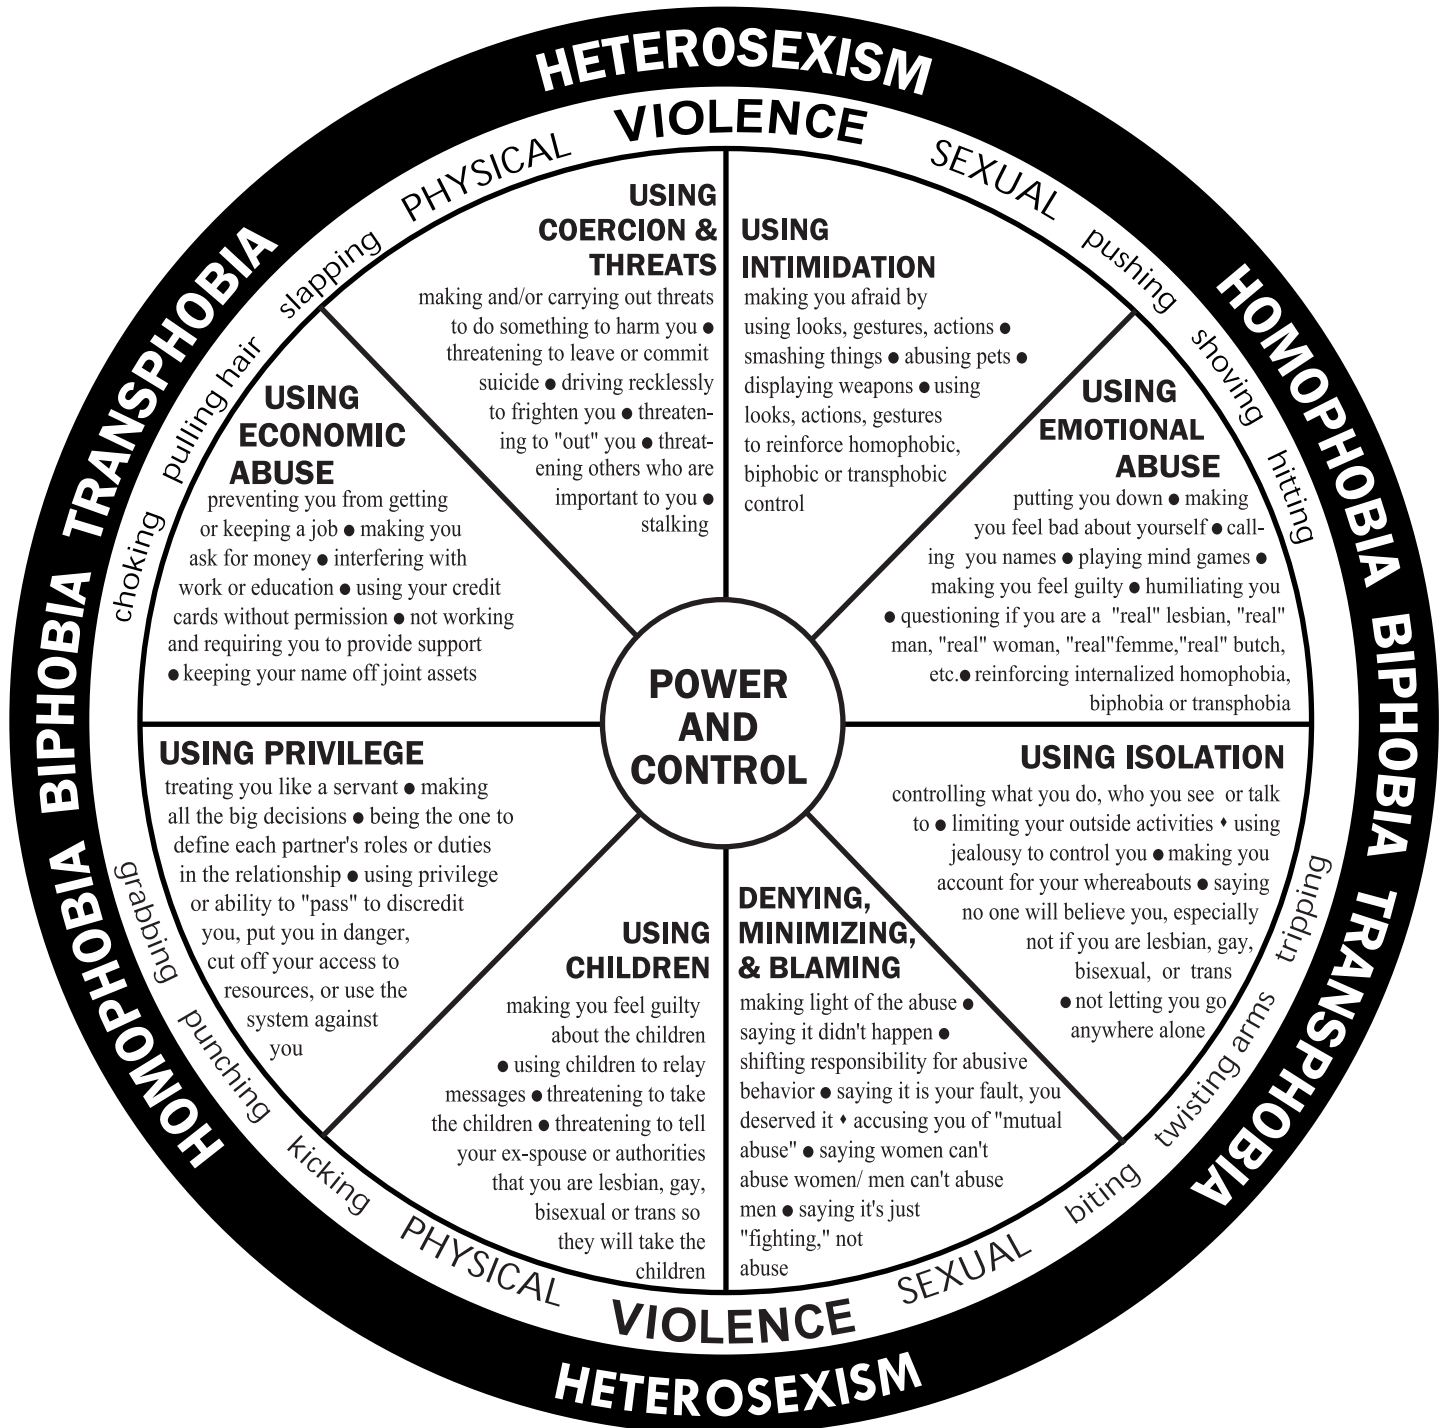 HETEROSEXISM
VIOLENCE
PHYSICAL
SEXUAL
slapping
pulling hair
choking
pushing
shoving
hitting
TRANSPHOBIA
BIPHOBIA
HOMOPHOBIA
HOMOPHOBIA
BIPHOBIA
TRANSPHOBIA
USING
COERCION &
THREATS
making and/or carrying out threats
to do something to harm you ●
threatening to leave or commit
suicide ● driving recklessly
to frighten you ● threaten-
ing to "out" you ● threat-
ening others who are
important to you ●
stalking
USING
INTIMIDATION
making you afraid by
using looks, gestures, actions ●
smashing things ● abusing pets ●
displaying weapons ● using
looks, actions, gestures
to reinforce homophobic,
biphobic or transphobic
control
USING
ECONOMIC
ABUSE
preventing you from getting
or keeping a job ● making you
ask for money ● interfering with
work or education ● using your credit
cards without permission ● not working
and requiring you to provide support
● keeping your name off joint assets
USING
EMOTIONAL
ABUSE
putting you down ● making
you feel bad about yourself ● call-
ing you names ● playing mind games ●
making you feel guilty ● humiliating you
● questioning if you are a "real" lesbian, "real"
man, "real" woman, "real"femme,"real" butch,
etc.● reinforcing internalized homophobia,
biphobia or transphobia
POWER
AND
CONTROL
USING PRIVILEGE
treating you like a servant ● making
all the big decisions ● being the one to
define each partner's roles or duties
in the relationship ● using privilege
or ability to "pass" to discredit
you, put you in danger,
cut off your access to
resources, or use the
system against
you
USING ISOLATION
controlling what you do, who you see or talk
to ● limiting your outside activities ♦ using
jealousy to control you ● making you
account for your whereabouts ● saying
no one will believe you, especially
not if you are lesbian, gay,
bisexual, or trans
● not letting you go
anywhere alone
USING
CHILDREN
making you feel guilty
about the children
● using children to relay
messages ● threatening to take
the children ● threatening to tell
your ex-spouse or authorities
that you are lesbian, gay,
bisexual or trans so
they will take the
children
DENYING,
MINIMIZING,
& BLAMING
making light of the abuse ●
saying it didn't happen ●
shifting responsibility for abusive
behavior ● saying it is your fault, you
deserved it ♦ accusing you of "mutual
abuse" ● saying women can't
abuse women/ men can't abuse
men ● saying it's just
"fighting," not
abuse
grabbing
punching
kicking
tripping
twisting arms
biting
PHYSICAL
SEXUAL
VIOLENCE
HETEROSEXISM